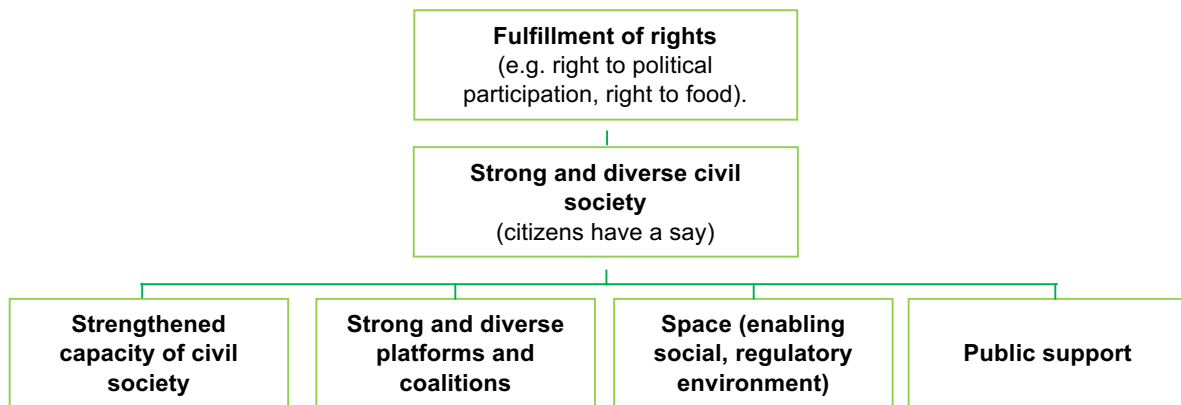 Fulfillment of rights
(e.g. right to political
participation, right to food).
Strong and diverse civil
society
(citizens have a say)
Strengthened
capacity of civil
society
Strong and diverse
platforms and
coalitions
Space (enabling
social, regulatory
environment)
Public support